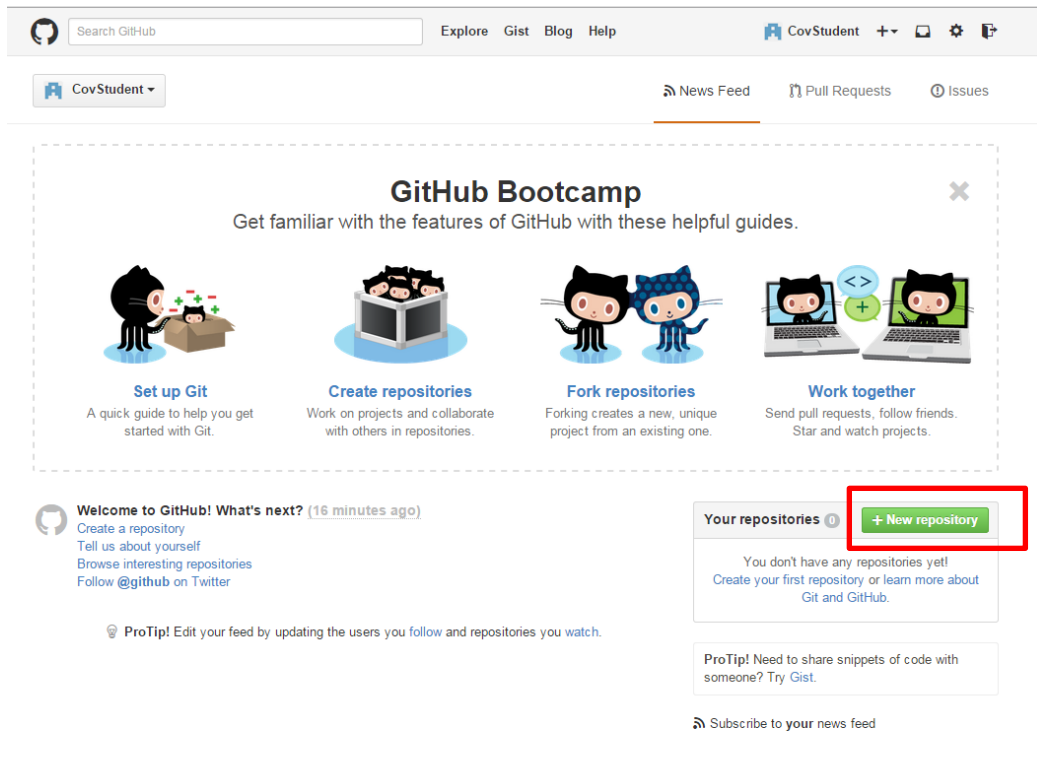 Search GitHub
Explore Gist Blog Help
CovStudent
CovStudent
News Feed
Pull Requests
Issues
GitHub Bootcamp
Get familiar with the features of GitHub with these helpful guides.
Set up Git
A quick guide to help you get
started with Git.
Create repositories
Work on projects and collaborate
with others in repositories.
Fork repositories
Forking creates a new, unique
project from an existing one.
Work together
Send pull requests, follow friends.
Star and watch projects.
Welcome to GitHub! What's next? (16 minutes ago)
Create a repository
Tell us about yourself
Browse interesting repositories
Follow @github on Twitter
ProTip! Edit your feed by updating the users you follow and repositories you watch.
Your repositories 0
+ New repository
You don't have any repositories yet!
Create your first repository or learn more about
Git and GitHub.
ProTip! Need to share snippets of code with
someone? Try Gist.
Subscribe to your news feed